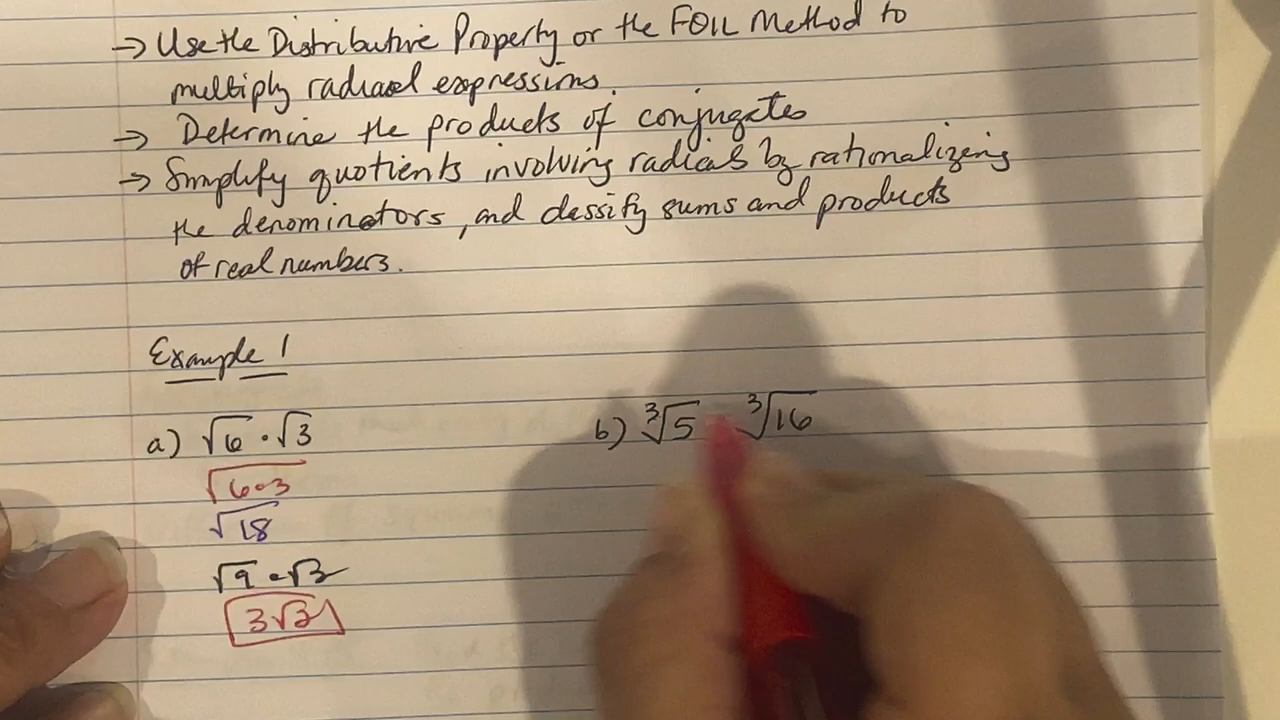 → Use the Distributive Property or the FOIL Method to
multiply radical expressions.
→ Determine the products of conjugates
→ Simplify quotients involving radicals by rationalizing
the denominators, and classify sums and products
of real numbers.
Example 1
a) √6 · √3
b) ∛5 ∛16
√6·3
√18
√9 · √2
3√2